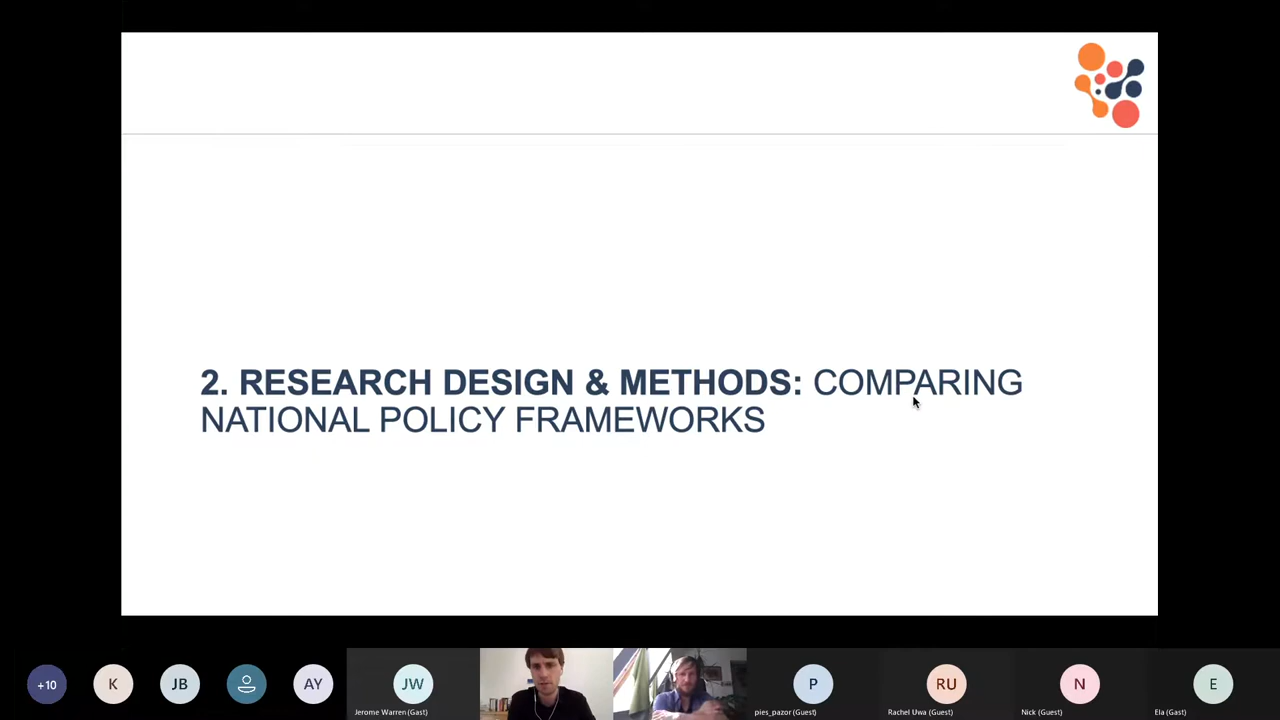 2. RESEARCH DESIGN & METHODS: COMPARING
NATIONAL POLICY FRAMEWORKS
+10
K
JB
AY
JW
Jerome Warren (Gast)
P
pies_pazor (Guest)
RU
Rachel Uwa (Guest)
N
Nick (Guest)
E
Ela (Gast)